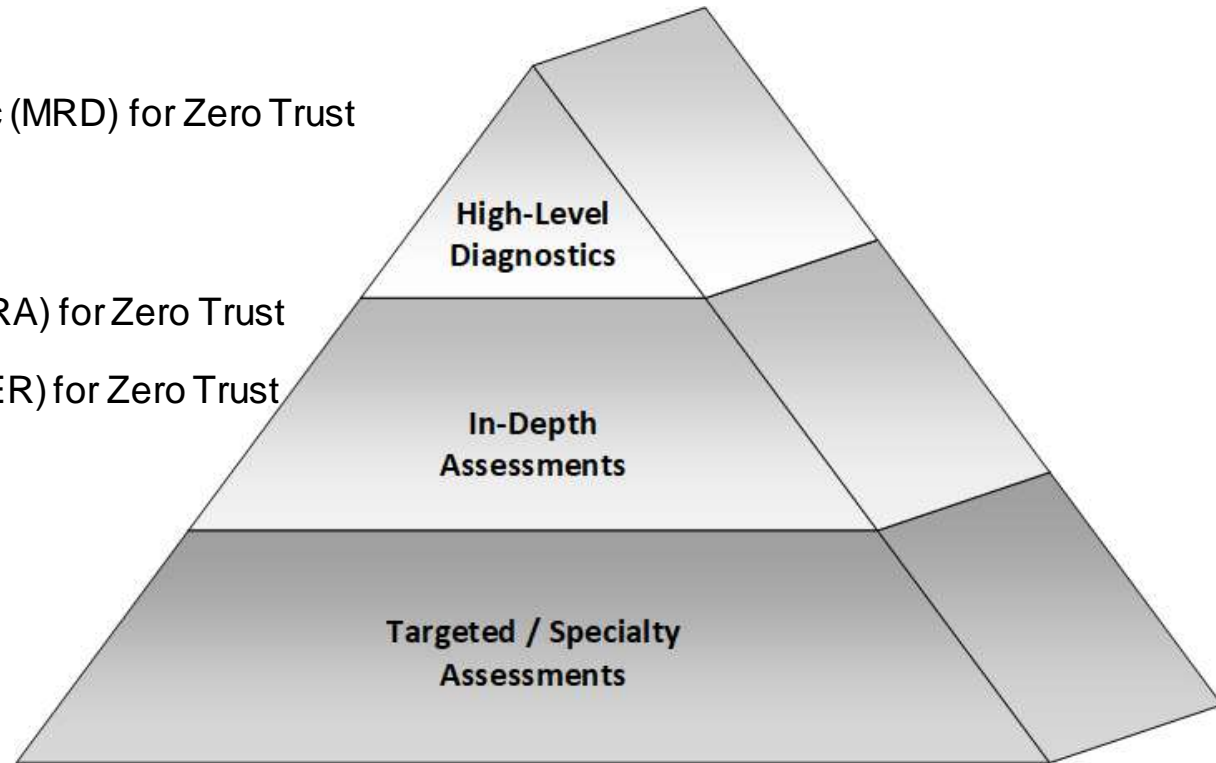 (MRD) for Zero Trust
High-Level
Diagnostics
RA) for Zero Trust
ER) for Zero Trust
In-Depth
Assessments
Targeted / Specialty
Assessments